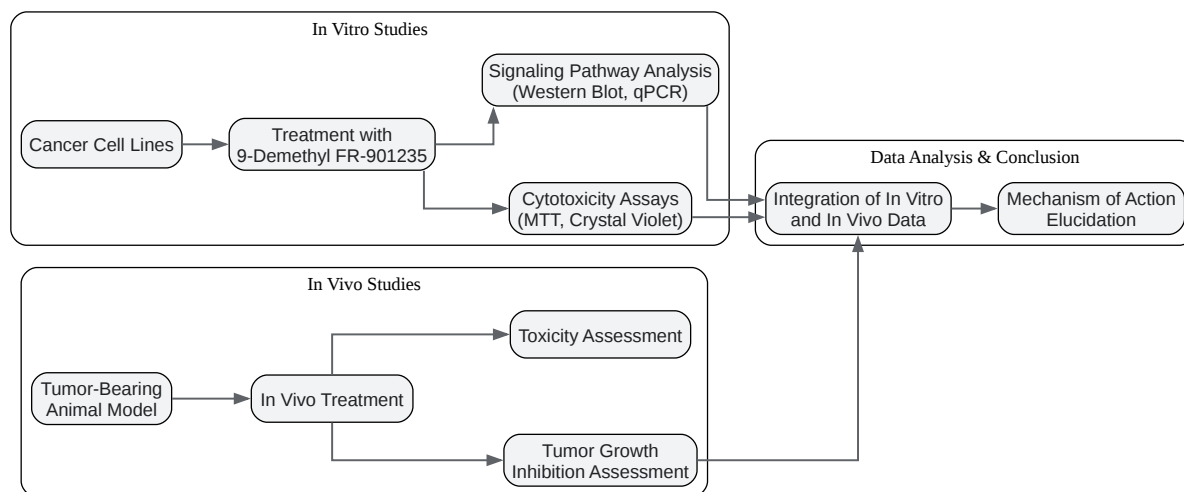 In Vitro Studies
Cancer Cell Lines
Treatment with
9-Demethyl FR-901235
Signaling Pathway Analysis
(Western Blot, qPCR)
Cytotoxicity Assays
(MTT, Crystal Violet)
Data Analysis & Conclusion
Integration of In Vitro
and In Vivo Data
Mechanism of Action
Elucidation
In Vivo Studies
Tumor-Bearing
Animal Model
In Vivo Treatment
Toxicity Assessment
Tumor Growth
Inhibition Assessment